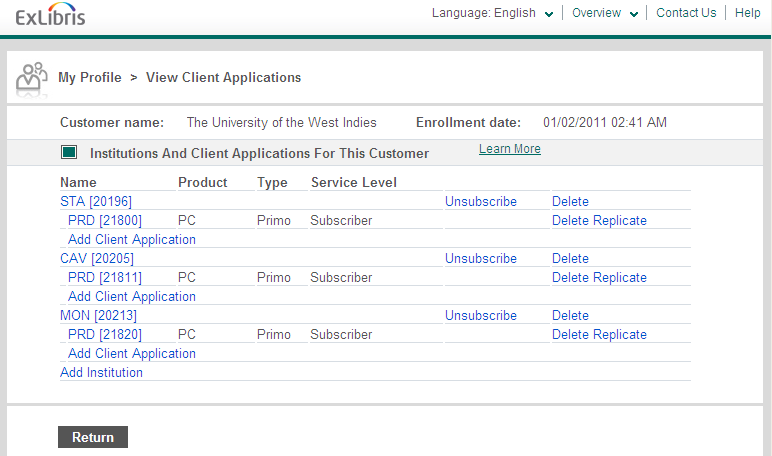 ExLibris
Language: English Overview Contact Us Help
My Profile > View Client Applications
Customer name: The University of the West Indies Enrollment date: 01/02/2011 02:41 AM
Institutions And Client Applications For This Customer Learn More
Name Product Type Service Level
STA [20196] Unsubscribe Delete
PRD [21800] PC Primo Subscriber Delete Replicate
Add Client Application
CAV [20205] Unsubscribe Delete
PRD [21811] PC Primo Subscriber Delete Replicate
Add Client Application
MON [20213] Unsubscribe Delete
PRD [21820] PC Primo Subscriber Delete Replicate
Add Client Application
Add Institution
Return